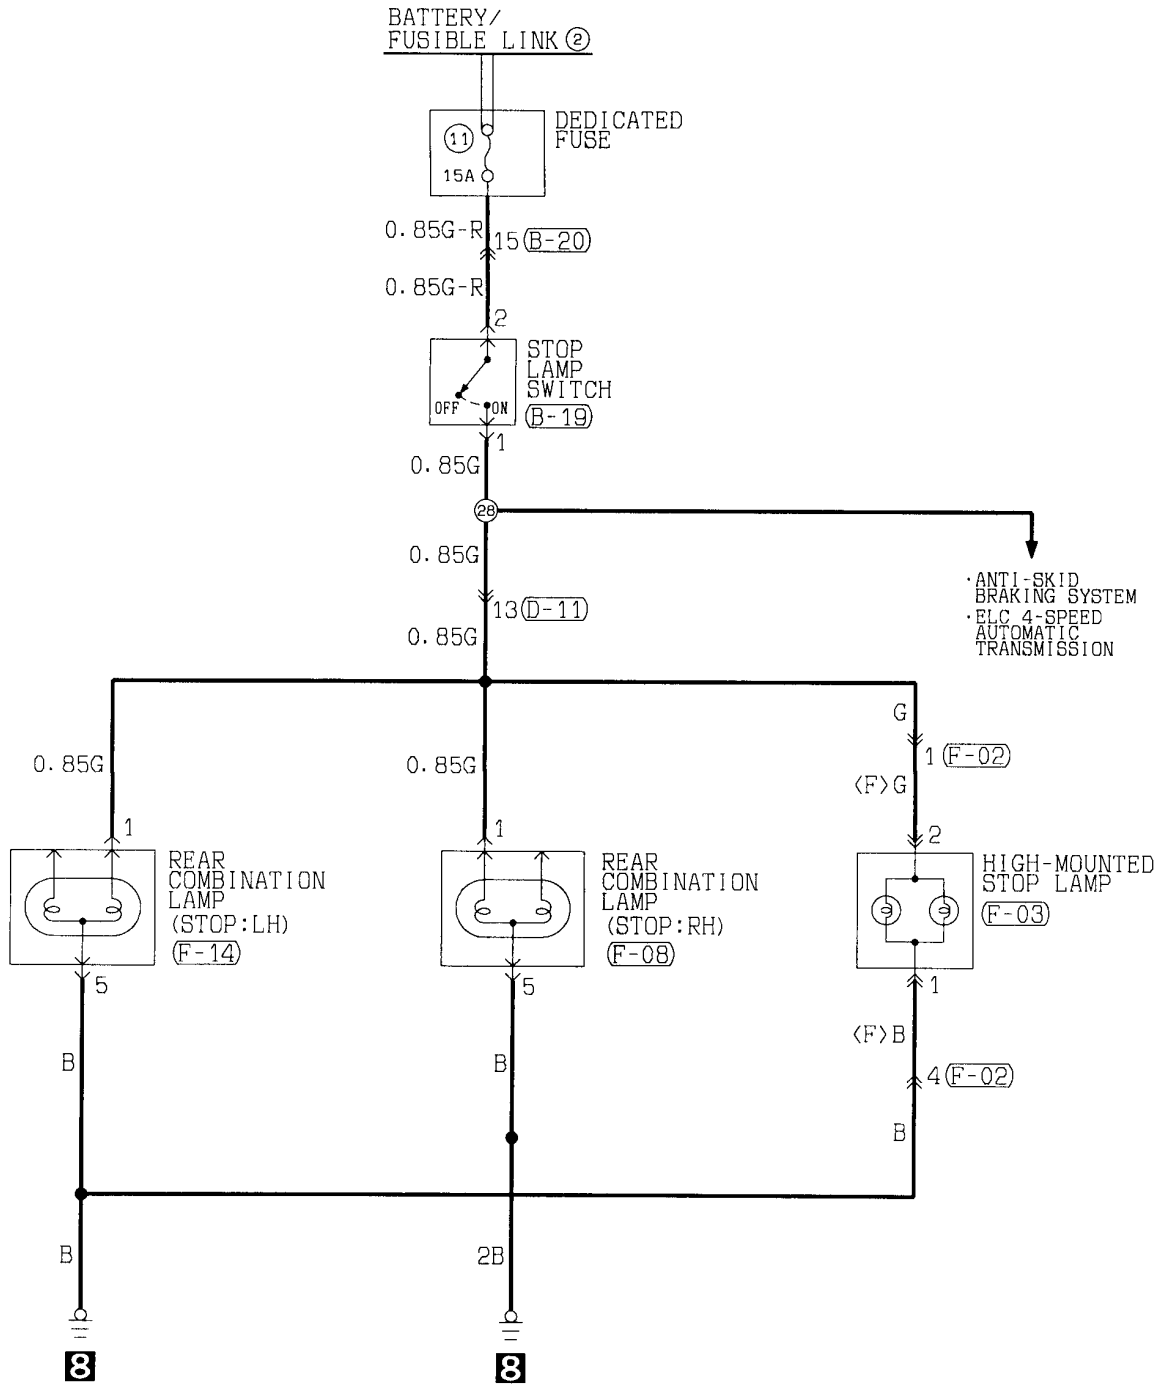 BATTERY/
FUSIBLE LINK ②
DEDICATED
FUSE
11
15A
0.85G-R
15 B-20
0.85G-R
2
STOP
LAMP
SWITCH
OFF ON
B-19
1
0.85G
28
0.85G
·ANTI-SKID
BRAKING SYSTEM
·ELC 4-SPEED
AUTOMATIC
TRANSMISSION
13 D-11
0.85G
G
0.85G
0.85G
1 F-02
<F>G
1
1
2
REAR
COMBINATION
LAMP
(STOP:LH)
F-14
REAR
COMBINATION
LAMP
(STOP:RH)
F-08
HIGH-MOUNTED
STOP LAMP
F-03
5
5
1
<F>B
B
B
4 F-02
B
B
2B
8
8